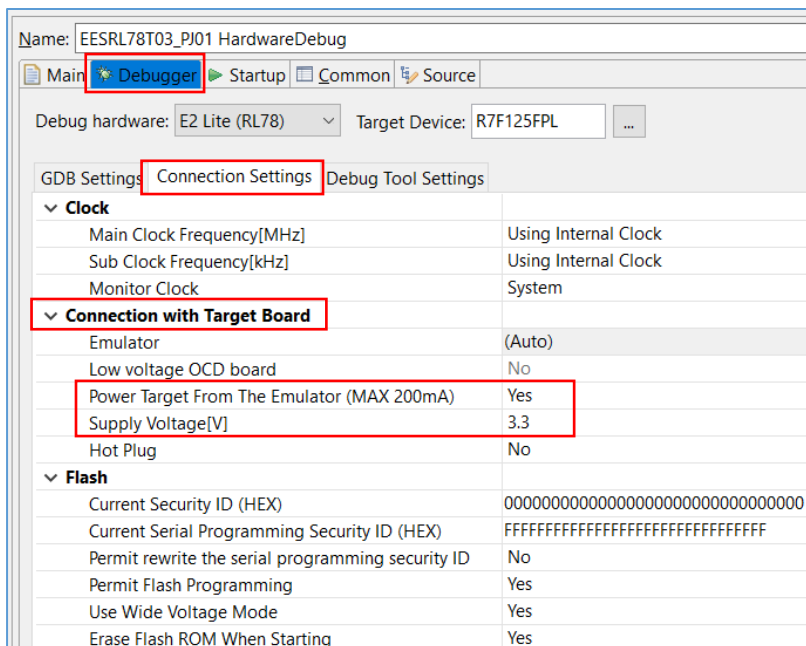 Name: EESRL78T03_PJ01 HardwareDebug
Main Debugger Startup Common Source
Debug hardware: E2 Lite (RL78) Target Device: R7F125FPL ...
GDB Settings Connection Settings Debug Tool Settings
Clock
Main Clock Frequency[MHz] Using Internal Clock
Sub Clock Frequency[kHz] Using Internal Clock
Monitor Clock System
Connection with Target Board
Emulator (Auto)
Low voltage OCD board No
Power Target From The Emulator (MAX 200mA) Yes
Supply Voltage[V] 3.3
Hot Plug No
Flash
Current Security ID (HEX) 00000000000000000000000000000000
Current Serial Programming Security ID (HEX) FFFFFFFFFFFFFFFFFFFFFFFFFFFFFFFF
Permit rewrite the serial programming security ID No
Permit Flash Programming Yes
Use Wide Voltage Mode Yes
Erase Flash ROM When Starting Yes